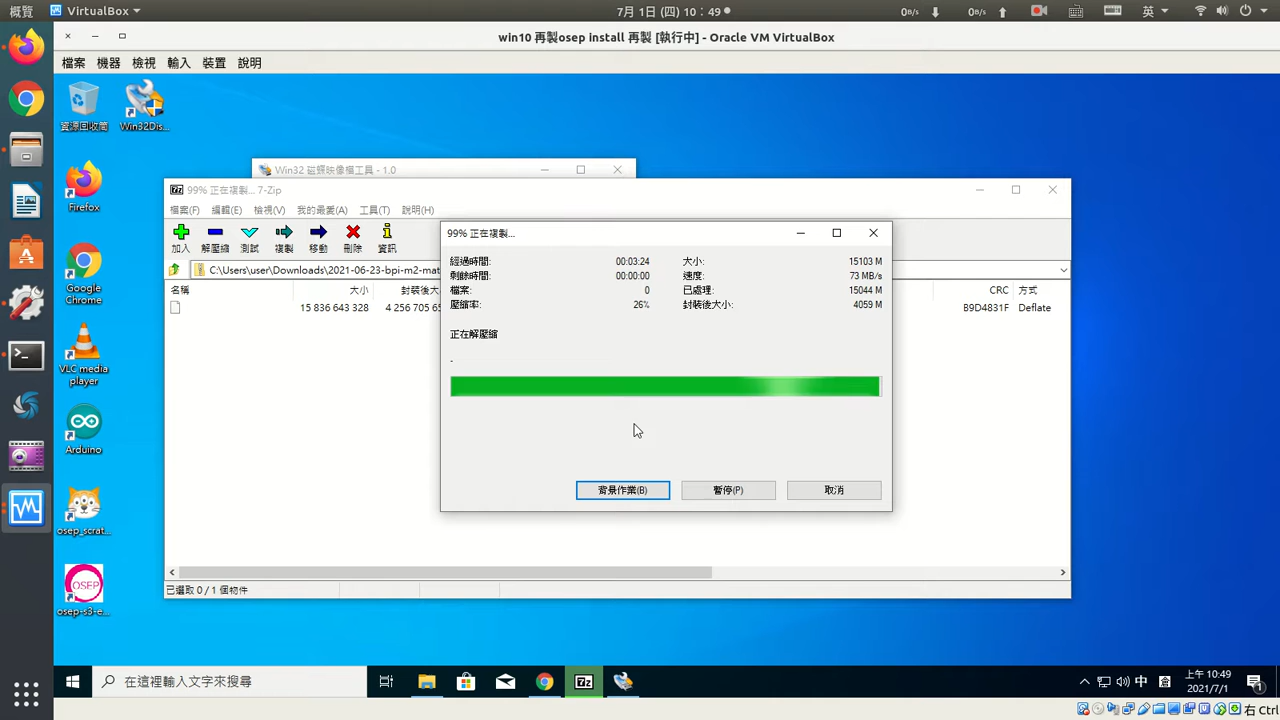 概覽 VirtualBox 7月 1日 (四) 10：49 0B/s 0B/s 英
win10 再製osep install 再製 [執行中] - Oracle VM VirtualBox
檔案 機器 檢視 輸入 裝置 說明
資源回收筒
Win32Dis...
Firefox
Google
Chrome
VLC media
player
Arduino
osep_scrat...
osep-s3-e...
Win32 磁碟映像檔工具 - 1.0
99% 正在複製... 7-Zip
檔案(F) 編輯(E) 檢視(V) 我的最愛(A) 工具(T) 說明(H)
加入 解壓縮 測試 複製 移動 刪除 資訊
C:\Users\user\Downloads\2021-06-23-bpi-m2-mat
名稱 大小 封裝後大 CRC 方式
15 836 643 328 4 256 705 65 B9D4831F Deflate
99% 正在複製...
經過時間: 00:03:24 大小: 15103 M
剩餘時間: 00:00:00 速度: 73 MB/s
檔案: 0 已處理: 15044 M
壓縮率: 26% 封裝後大小: 4059 M
正在解壓縮
-
背景作業(B) 暫停(P) 取消
已選取 0 / 1 個物件
在這裡輸入文字來搜尋
中
上午 10:49
2021/7/1
右 Ctrl